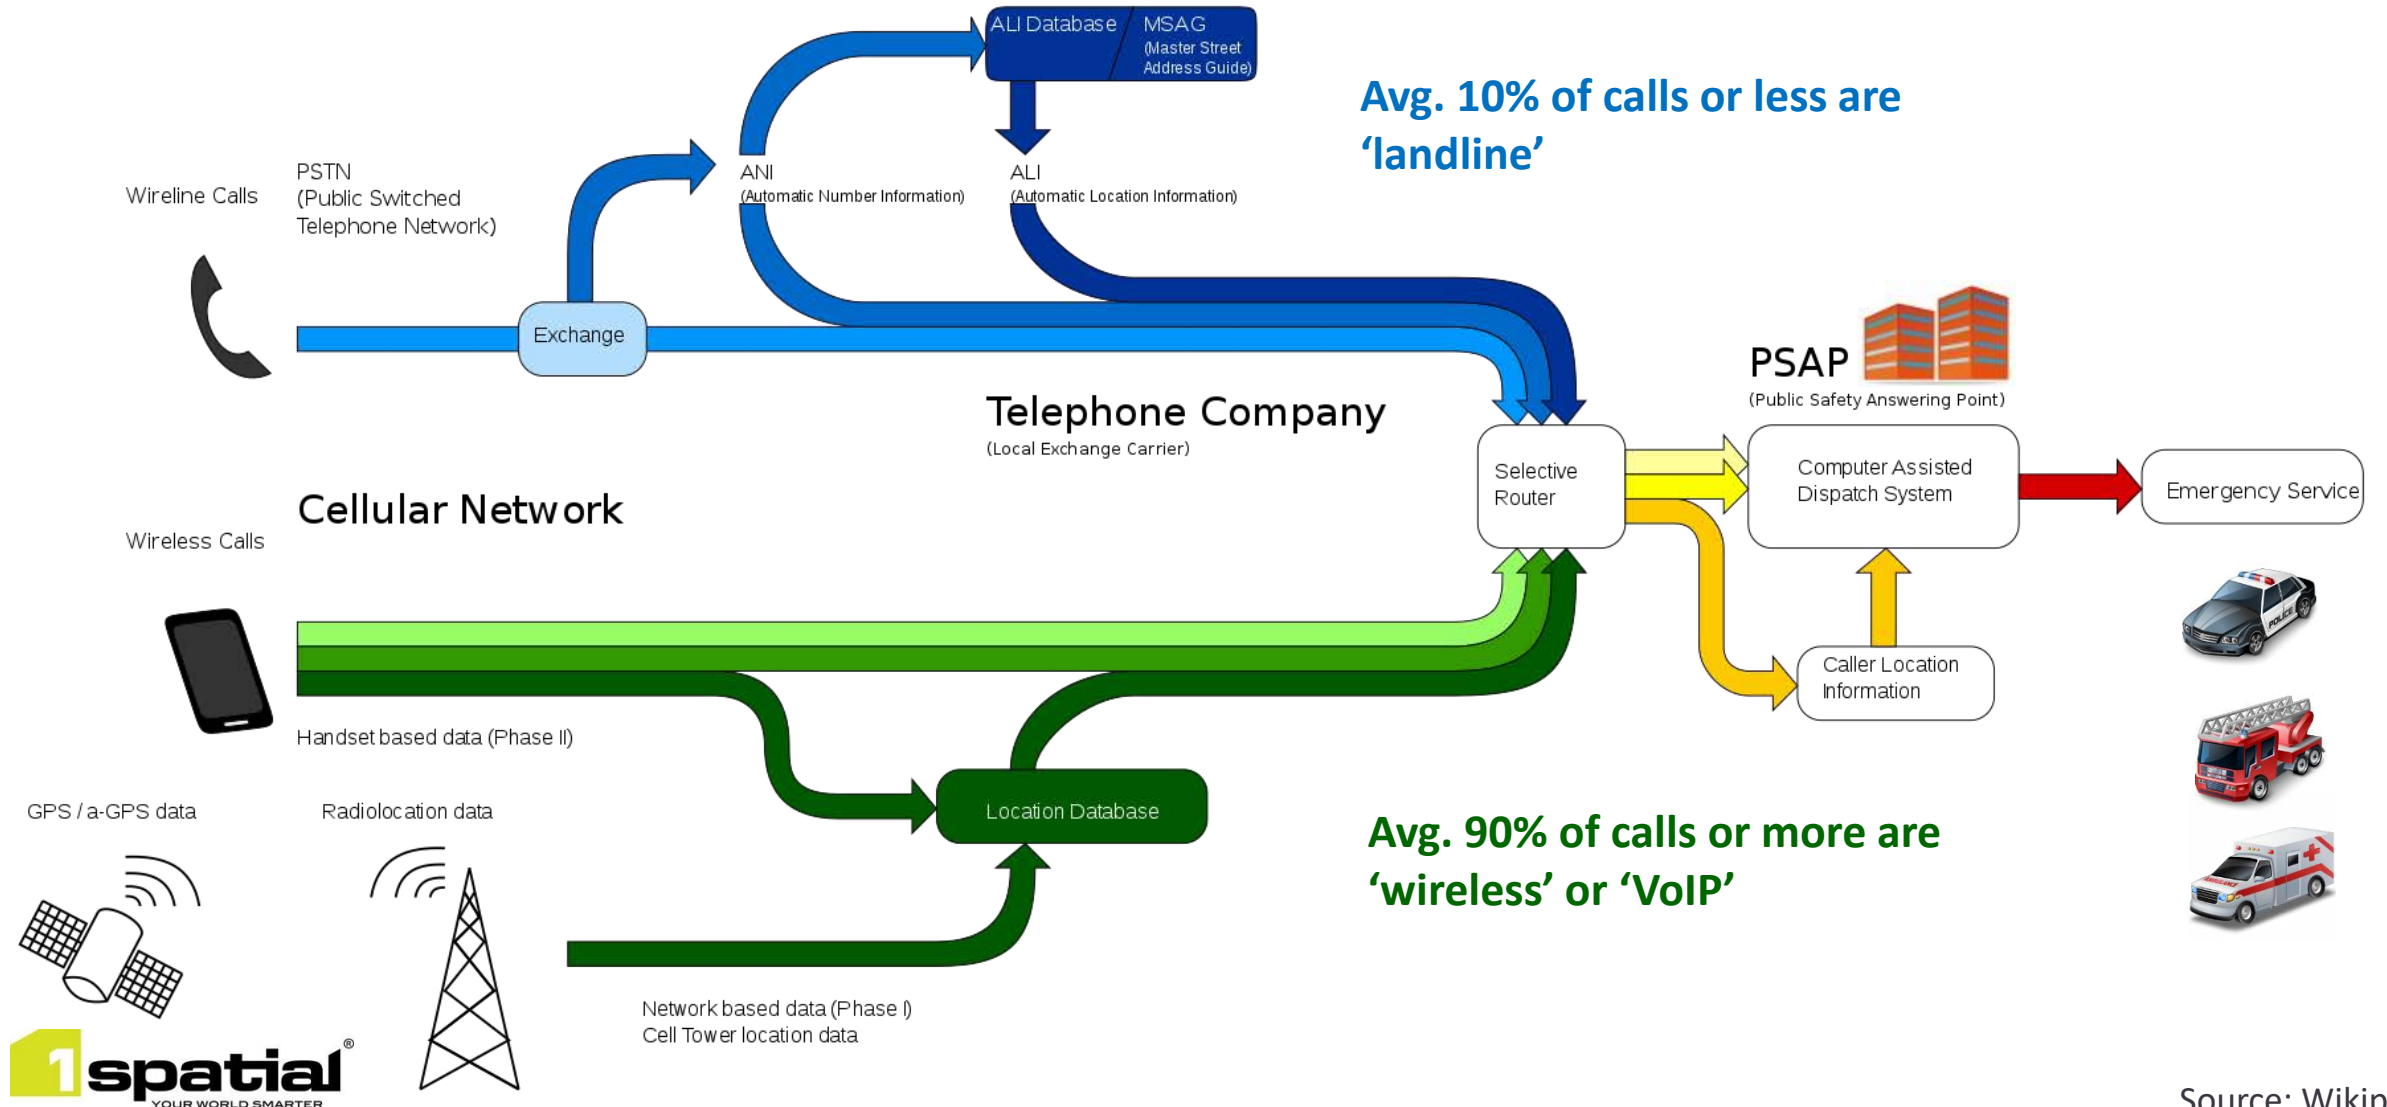 ALI Database
MSAG
(Master Street
Address Guide)
Avg. 10% of calls or less are
‘landline’
Wireline Calls
PSTN
(Public Switched
Telephone Network)
ANI
(Automatic Number Information)
ALI
(Automatic Location Information)
Exchange
PSAP
(Public Safety Answering Point)
Telephone Company
(Local Exchange Carrier)
Selective
Router
Computer Assisted
Dispatch System
Emergency Service
Cellular Network
Wireless Calls
POLICE
Caller Location
Information
Handset based data (Phase II)
GPS / a-GPS data
Radiolocation data
Location Database
Avg. 90% of calls or more are
‘wireless’ or ‘VoIP’
AMBULANCE
Network based data (Phase I)
Cell Tower location data
1spatial®
YOUR WORLD SMARTER
Source: Wikip